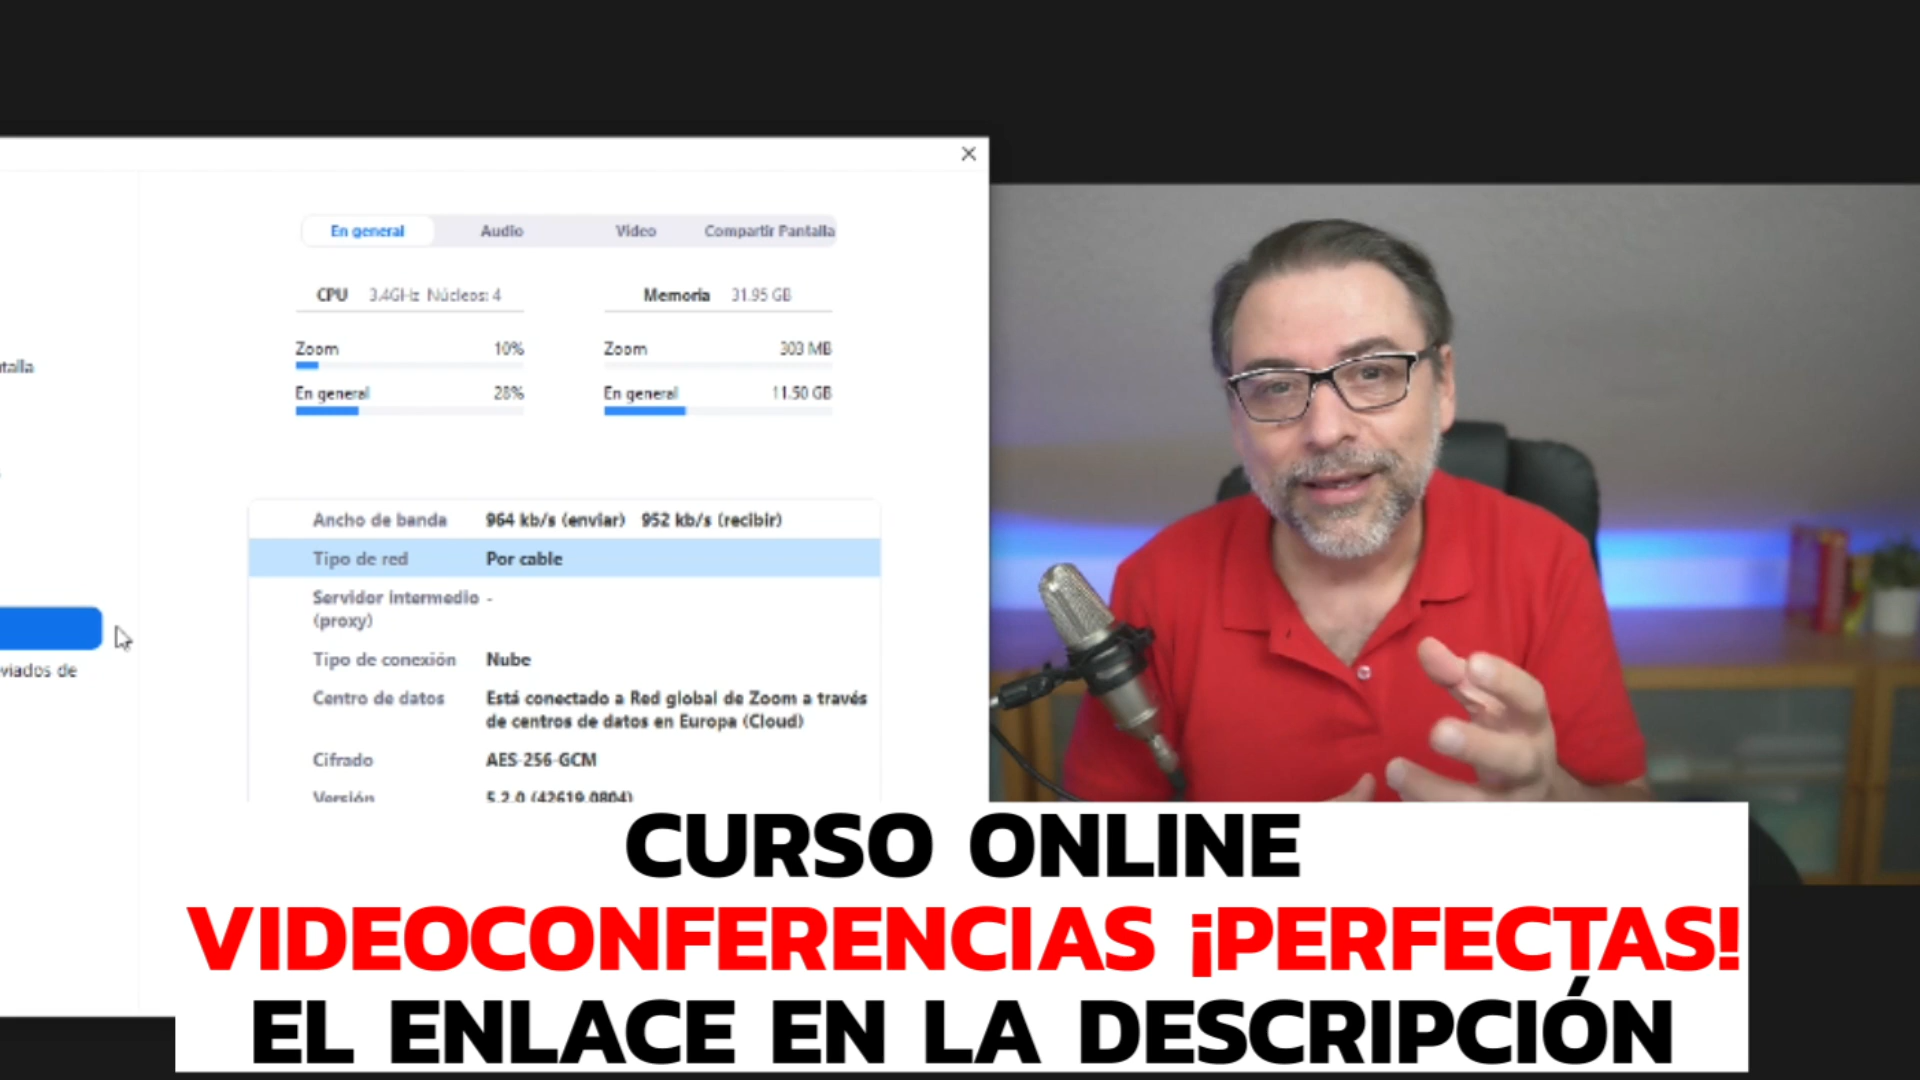 En general Audio Video Compartir Pantalla
CPU 3.4GHz Núcleos: 4 Memoria 31.95 GB
Zoom 10% Zoom 303 MB
En general 28% En general 11.50 GB
talla
Ancho de banda 964 kb/s (enviar) 952 kb/s (recibir)
Tipo de red Por cable
Servidor intermedio -
(proxy)
Tipo de conexión Nube
viados de
Centro de datos Está conectado a Red global de Zoom a través
de centros de datos en Europa (Cloud)
Cifrado AES-256-GCM
Versión 5.2.0 (42619.0804)
CURSO ONLINE
VIDEOCONFERENCIAS ¡PERFECTAS!
EL ENLACE EN LA DESCRIPCIÓN